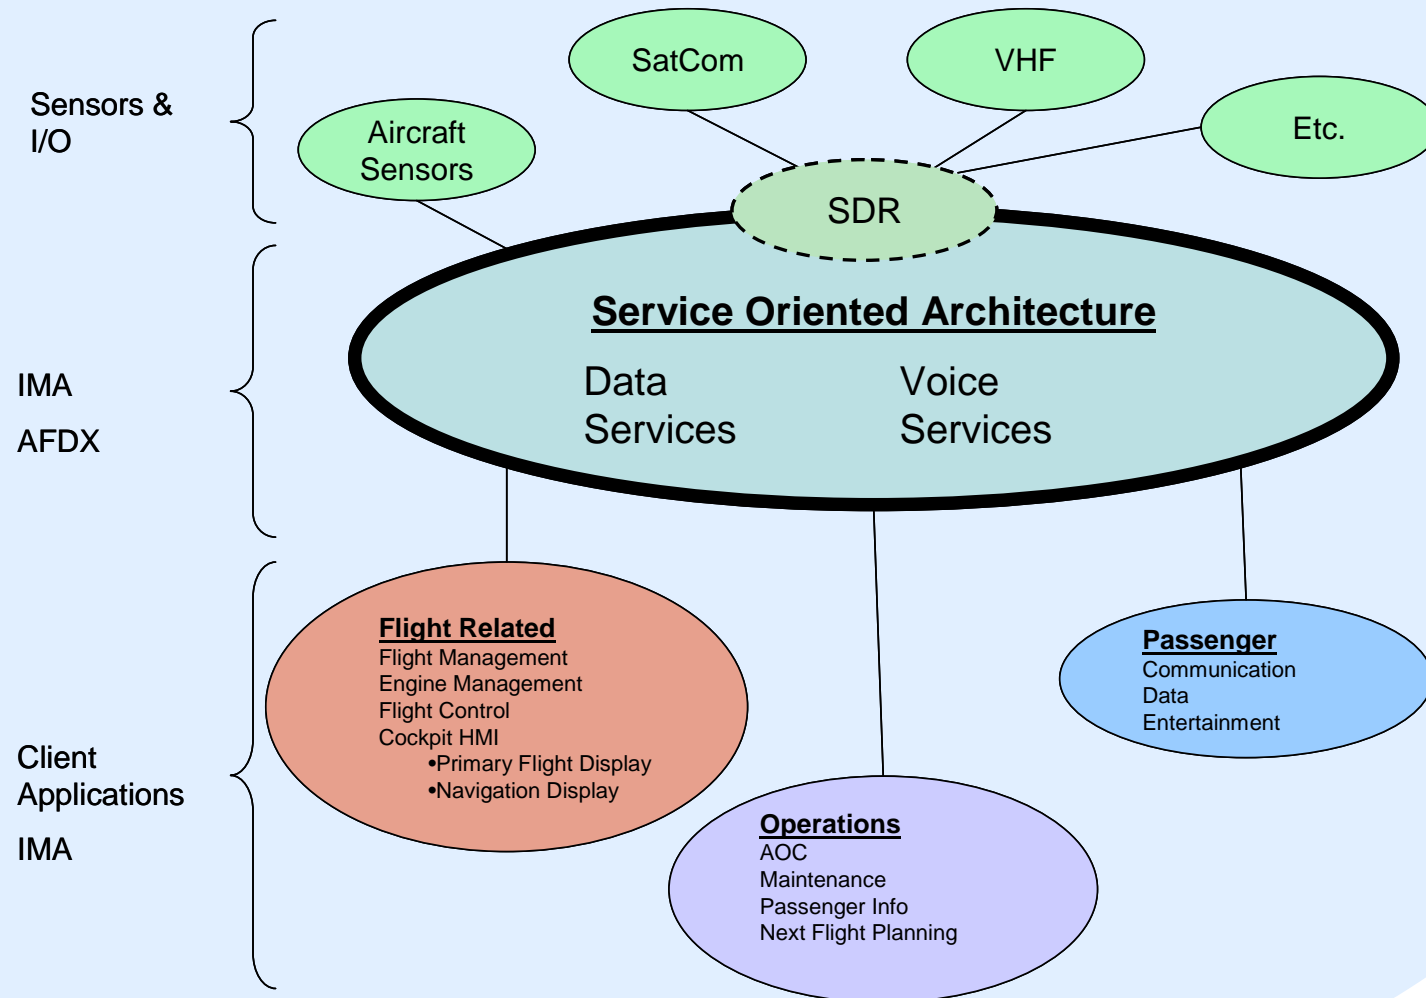 SatCom
VHF
Sensors &
I/O
Aircraft
Sensors
Etc.
SDR
Service Oriented Architecture
Data
Services
Voice
Services
IMA
AFDX
Flight Related
Flight Management
Engine Management
Flight Control
Cockpit HMI
•Primary Flight Display
•Navigation Display
Passenger
Communication
Data
Entertainment
Client
Applications
IMA
Operations
AOC
Maintenance
Passenger Info
Next Flight Planning